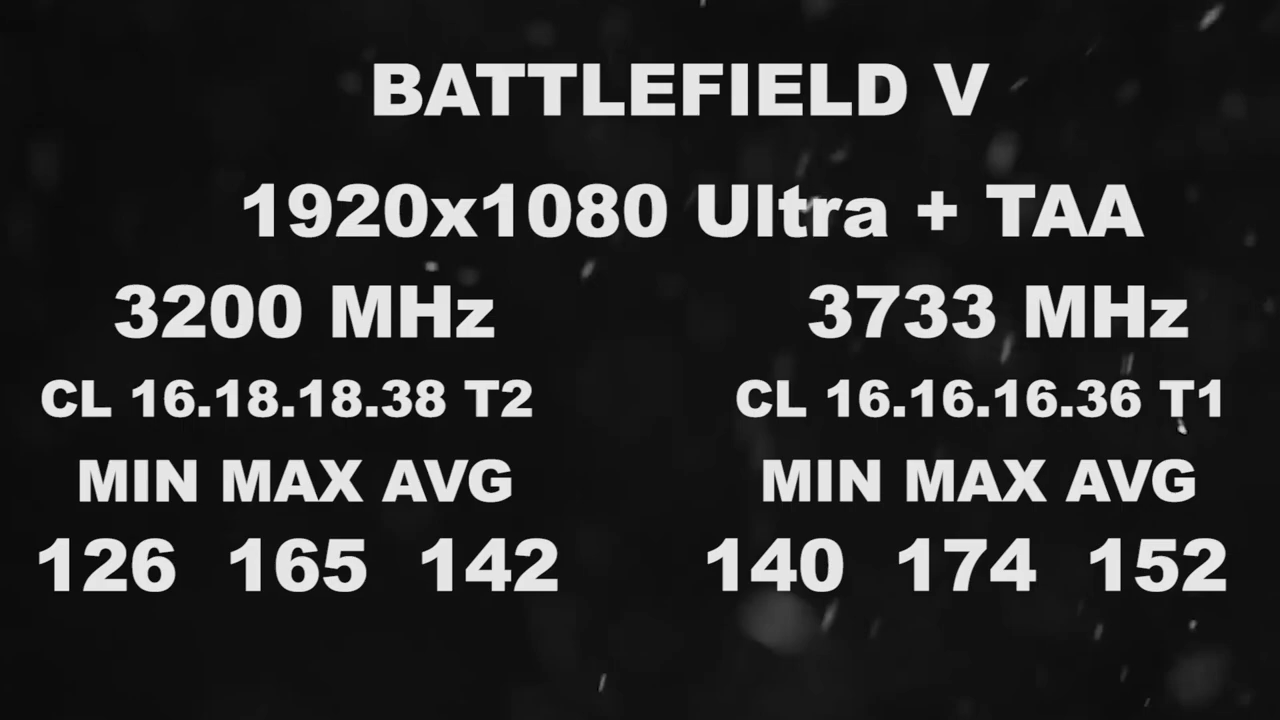 BATTLEFIELD V
1920x1080 Ultra + TAA
3200 MHz 3733 MHz
CL 16.18.18.38 T2 CL 16.16.16.36 T1
MIN MAX AVG MIN MAX AVG
126 165 142 140 174 152